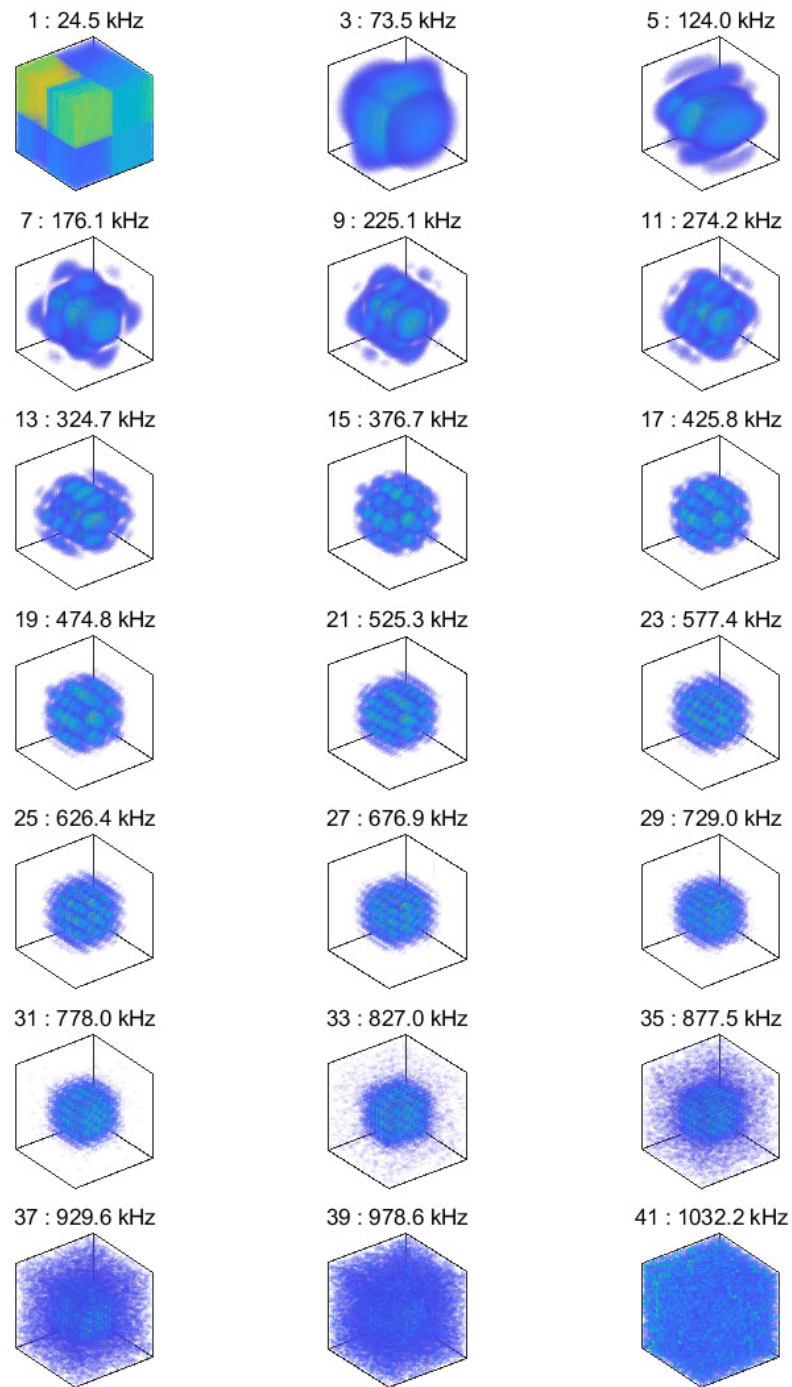 1 : 24.5 kHz 3 : 73.5 kHz 5 : 124.0 kHz
7 : 176.1 kHz 9 : 225.1 kHz 11 : 274.2 kHz
13 : 324.7 kHz 15 : 376.7 kHz 17 : 425.8 kHz
19 : 474.8 kHz 21 : 525.3 kHz 23 : 577.4 kHz
25 : 626.4 kHz 27 : 676.9 kHz 29 : 729.0 kHz
31 : 778.0 kHz 33 : 827.0 kHz 35 : 877.5 kHz
37 : 929.6 kHz 39 : 978.6 kHz 41 : 1032.2 kHz